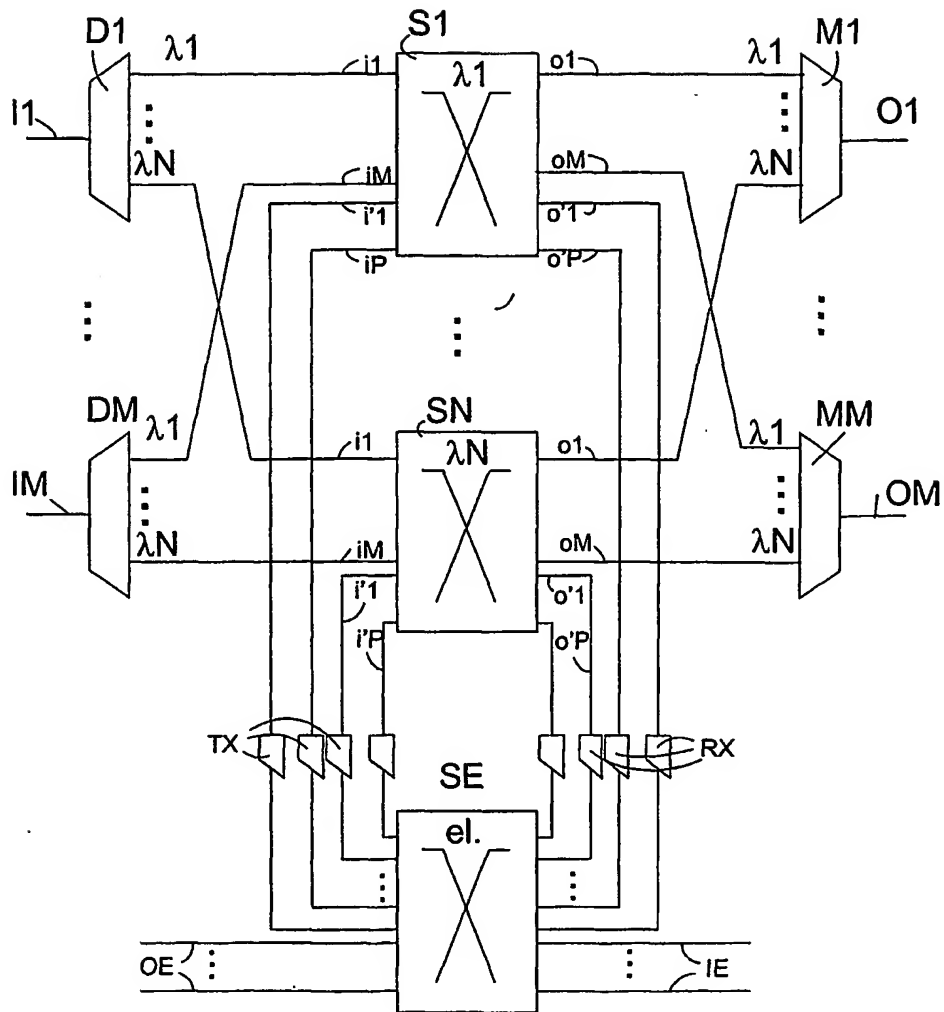 D1
λ1
S1
i1
λ1
o1
λ1
M1
I1
O1
λN
iM
oM
λN
i'1
o'1
iP
o'P
DM
λ1
SN
λ1
MM
i1
λN
o1
IM
OM
λN
iM
oM
λN
i'1
o'1
i'P
o'P
TX
RX
SE
el.
OE
IE